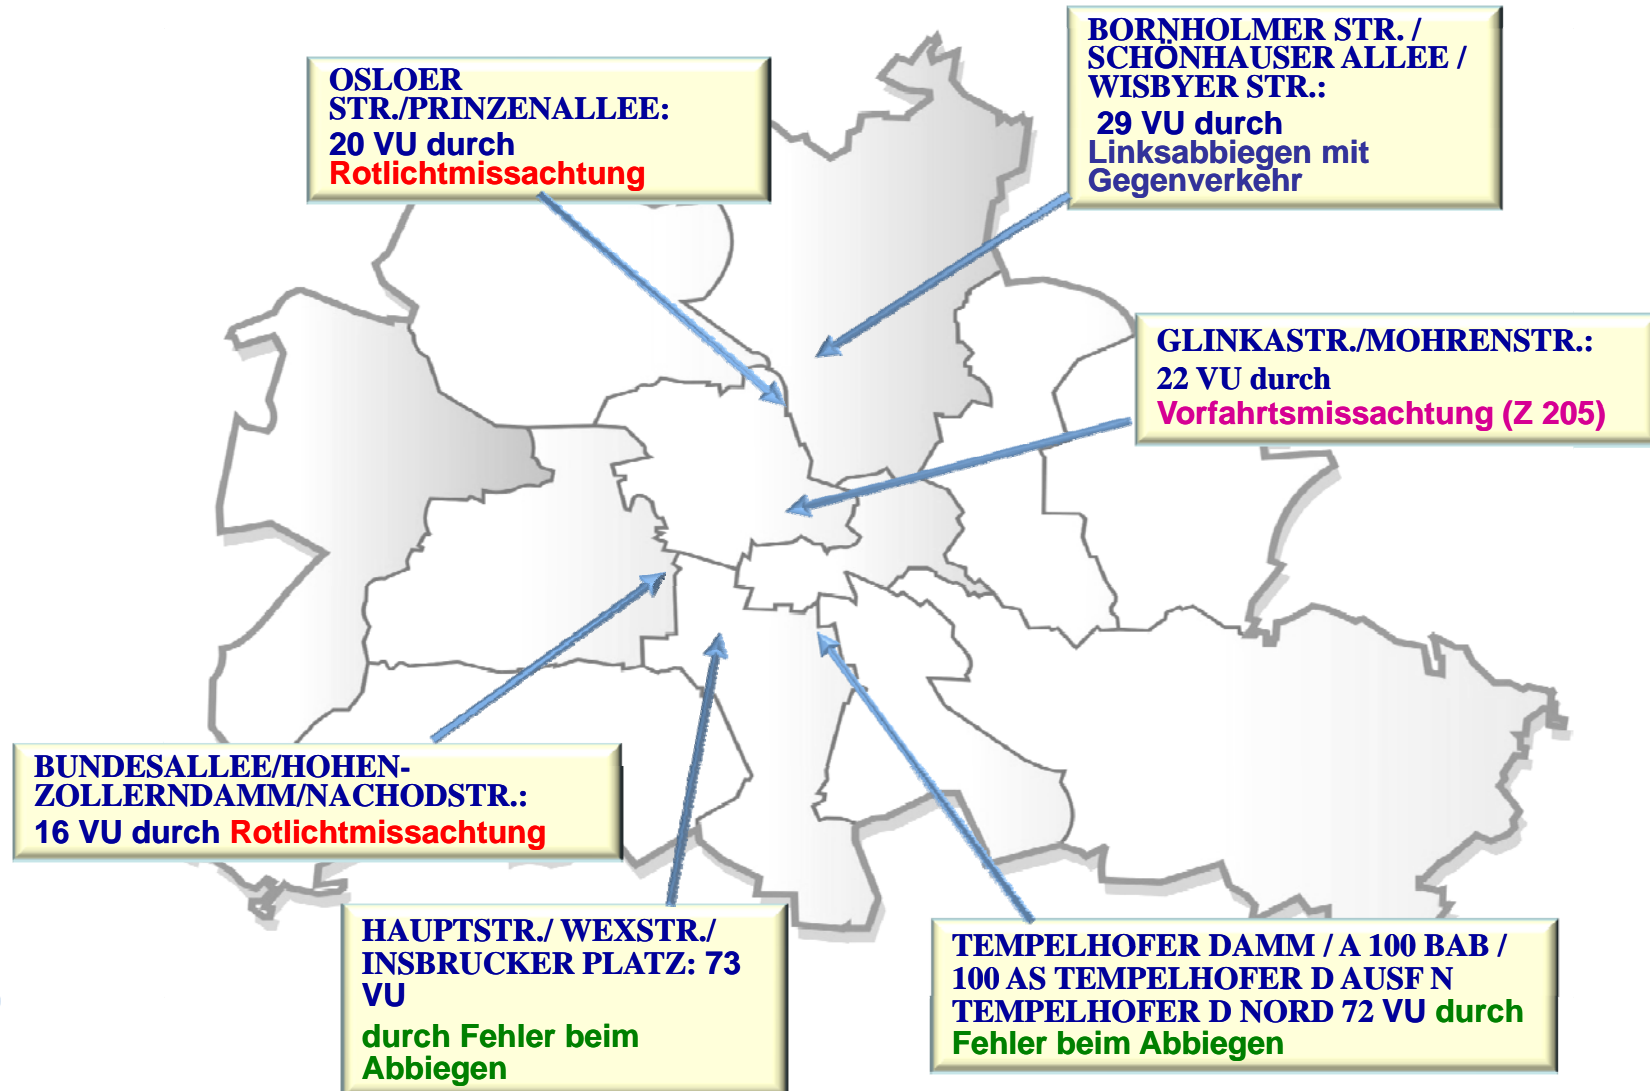 OSLOER
STR./PRINZENALLEE:
20 VU durch
Rotlichtmissachtung
BORNHOLMER STR. /
SCHÖNHAUSER ALLEE /
WISBYER STR.:
29 VU durch
Linksabbiegen mit
Gegenverkehr
GLINKASTR./MOHRENSTR.:
22 VU durch
Vorfahrtsmissachtung (Z 205)
BUNDESALLEE/HOHEN-
ZOLLERNDAMM/NACHODSTR.:
16 VU durch Rotlichtmissachtung
HAUPTSTR./ WEXSTR./
INSBRUCKER PLATZ: 73
VU
durch Fehler beim
Abbiegen
TEMPELHOFER DAMM / A 100 BAB /
100 AS TEMPELHOFER D AUSF N
TEMPELHOFER D NORD 72 VU durch
Fehler beim Abbiegen